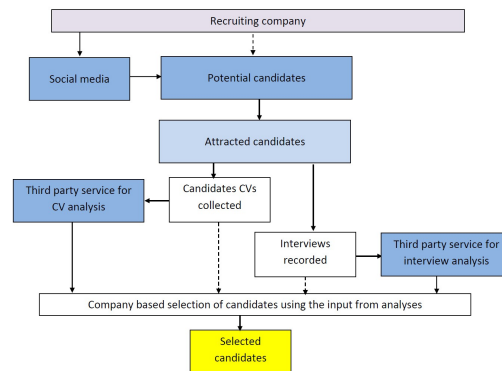 Recruiting company
Social media
Potential candidates
Attracted candidates
Third party service for
CV analysis
Candidates CVs
collected
Interviews
recorded
Third party service for
interview analysis
Company based selection of candidates using the input from analyses
Selected
candidates